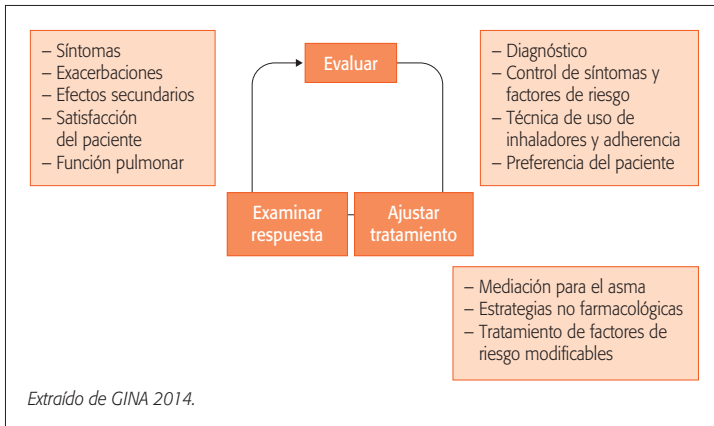 – Síntomas
– Exacerbaciones
– Efectos secundarios
– Satisfacción
del paciente
– Función pulmonar
Evaluar
– Diagnóstico
– Control de síntomas y
factores de riesgo
– Técnica de uso de
inhaladores y adherencia
– Preferencia del paciente
Examinar
respuesta
Ajustar
tratamiento
– Mediación para el asma
– Estrategias no farmacológicas
– Tratamiento de factores de
riesgo modificables
Extraído de GINA 2014.